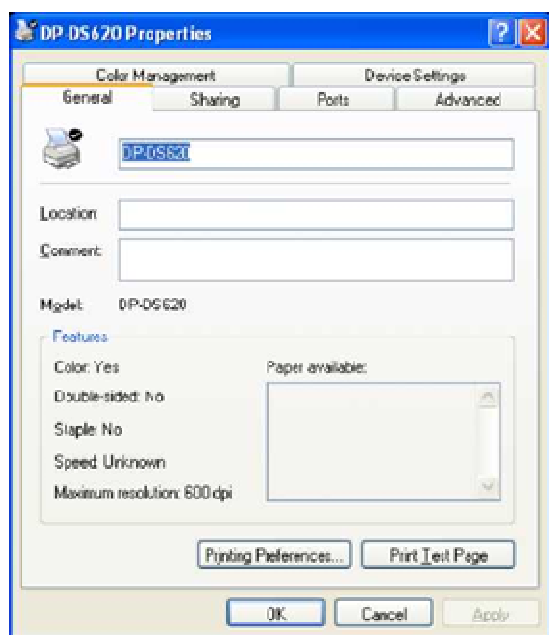 DP-DS620 Properties
Color Management
Device Settings
General
Sharing
Ports
Advanced
DP-DS620
Location:
Comment:
Model: DP-DS620
Features
Color: Yes
Paper available:
Double-sided: No
Staple: No
Speed: Unknown
Maximum resolution: 600 dpi
Printing Preferences...
Print Test Page
OK
Cancel
Apply